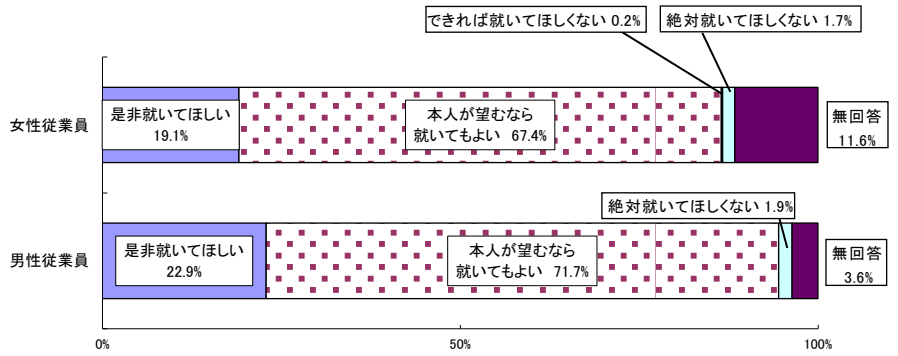 できれば就いてほしくない 0.2%
絶対就いてほしくない 1.7%
女性従業員
是非就いてほしい
19.1%
本人が望むなら
就いてもよい 67.4%
無回答
11.6%
絶対就いてほしくない 1.9%
男性従業員
是非就いてほしい
22.9%
本人が望むなら
就いてもよい 71.7%
無回答
3.6%
0%
50%
100%